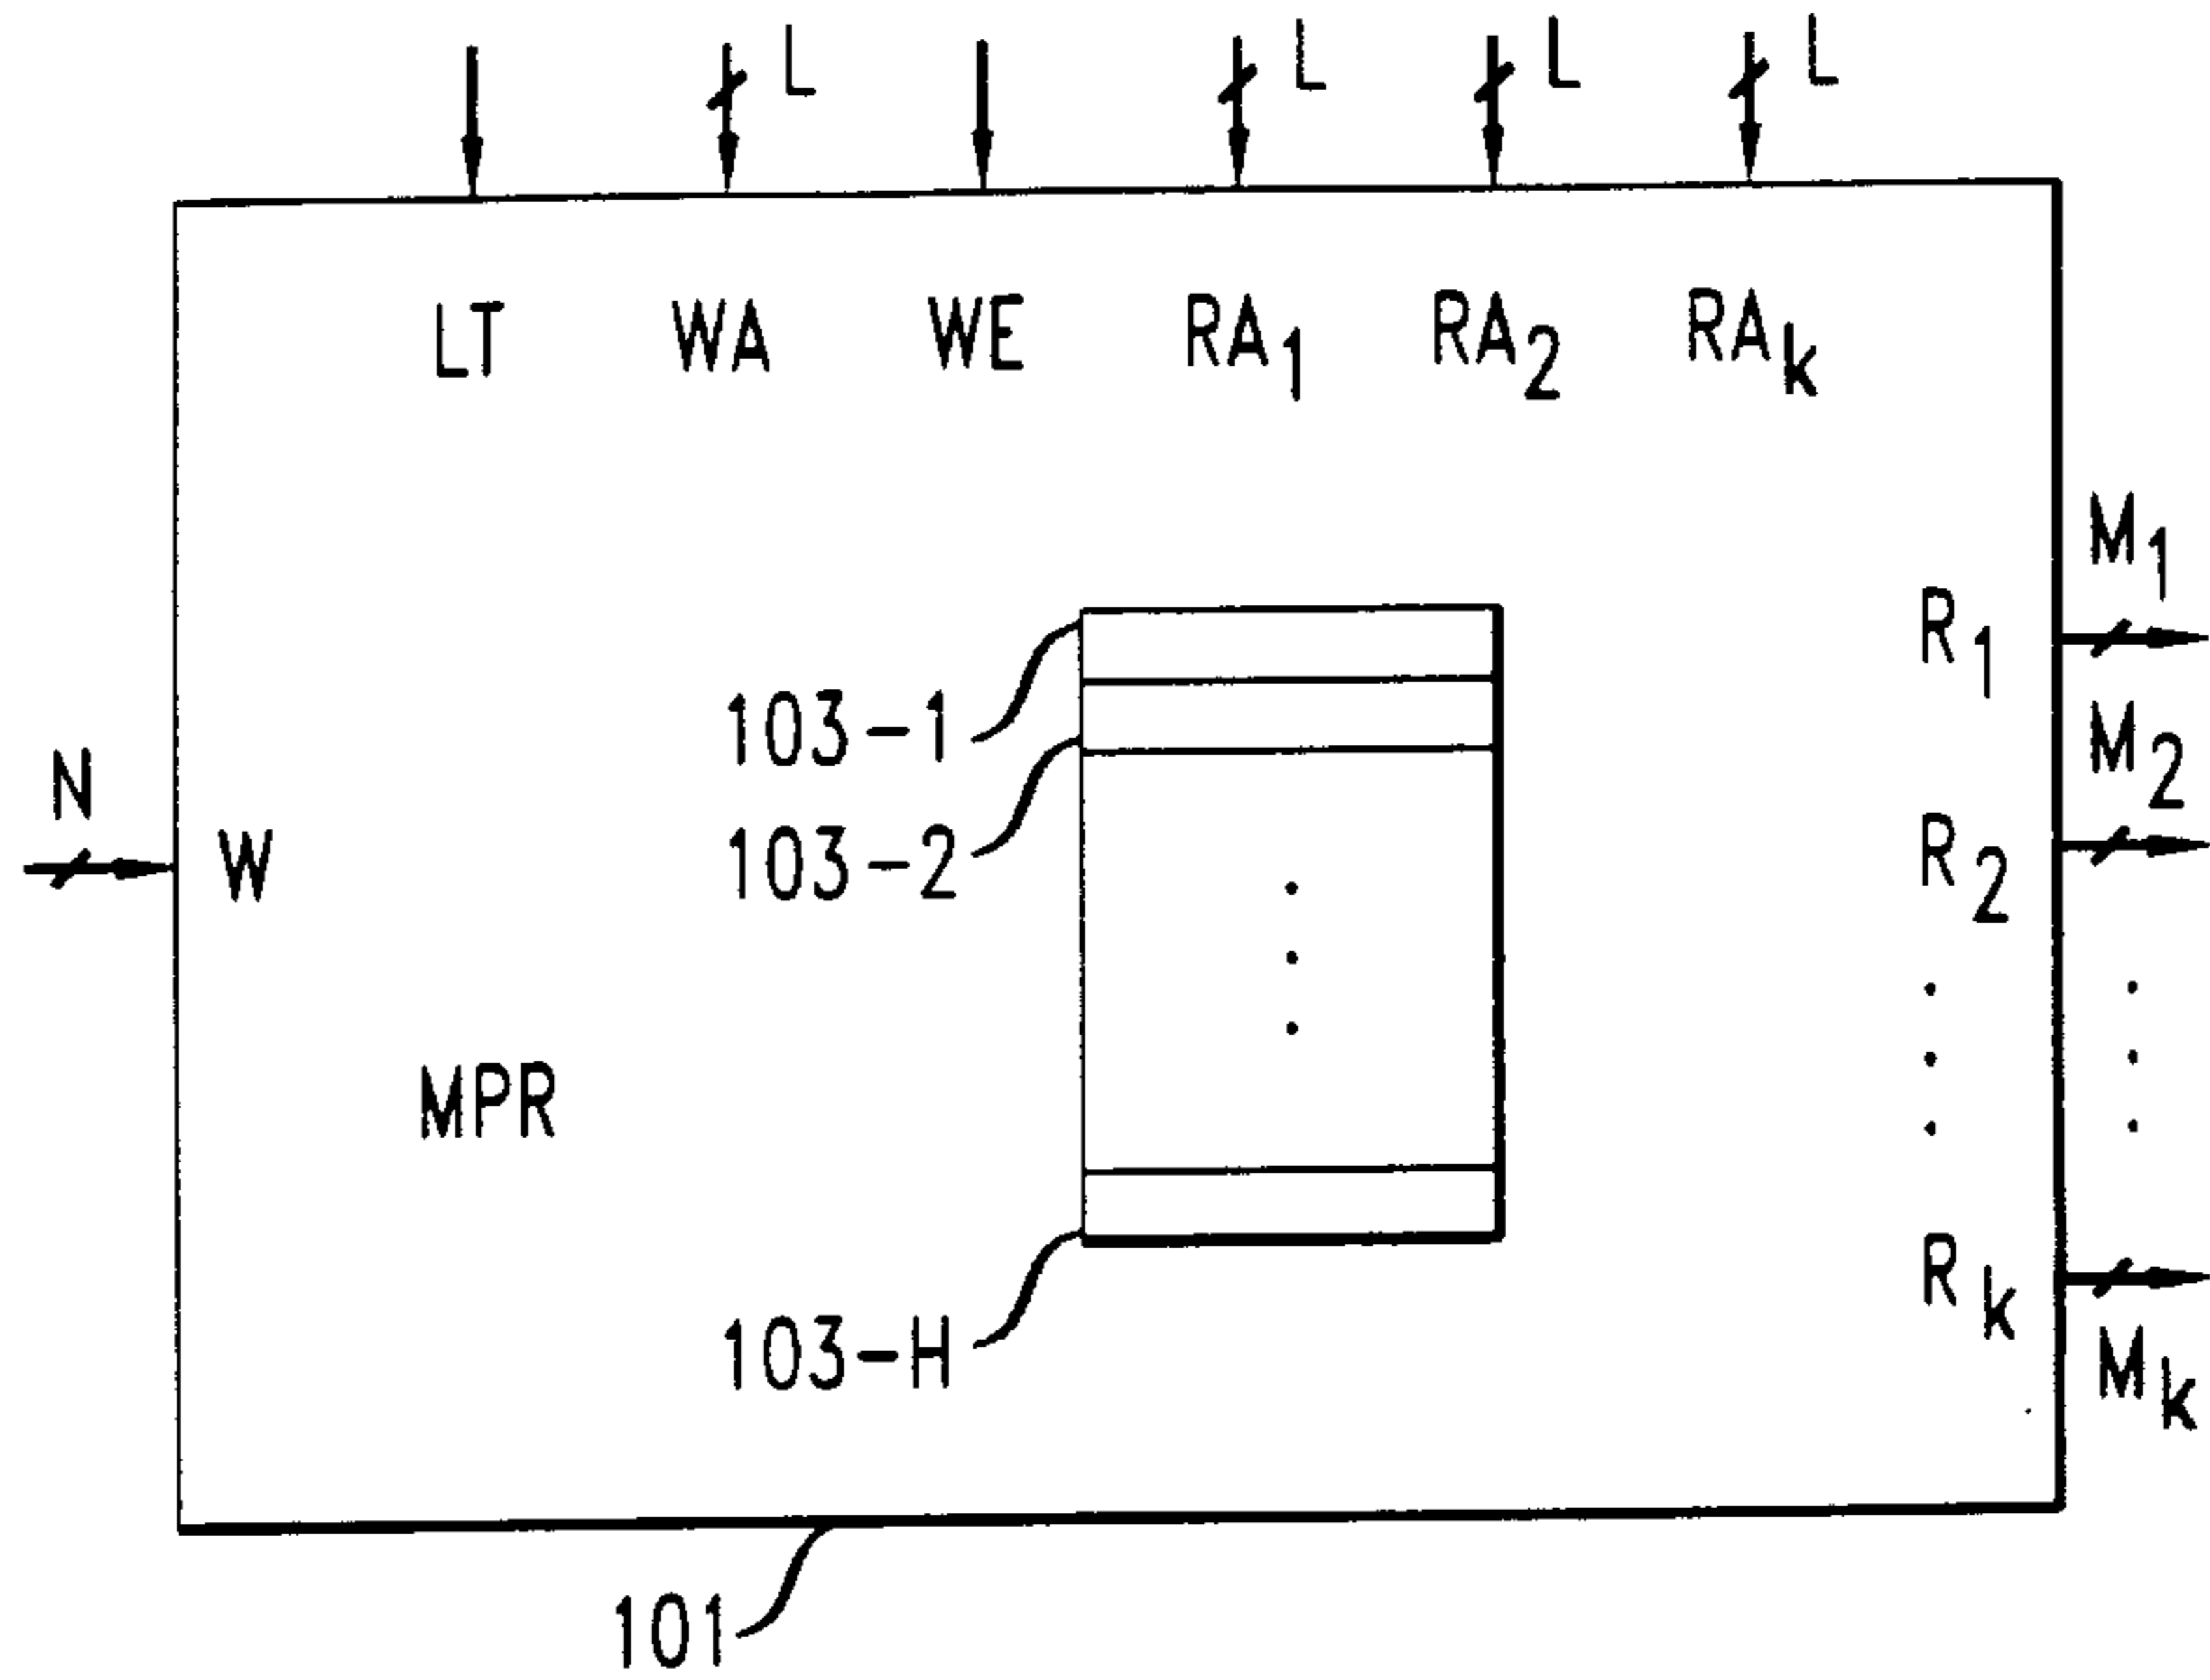 L L L L
LT WA WE RA1 RA2 RAk
M1
R1
103-1
M2
N
W
103-2
R2
MPR
Rk
103-H
Mk
101